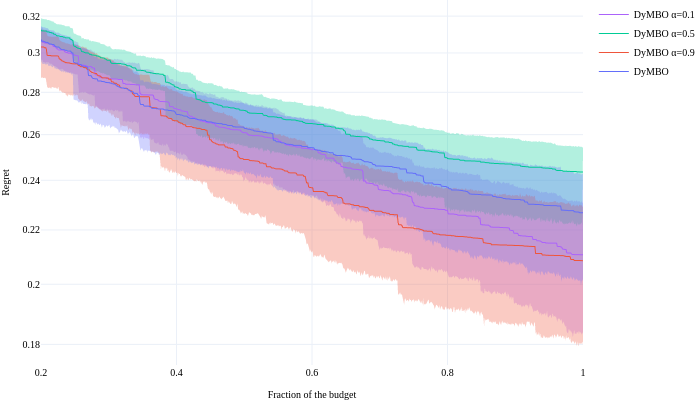 0.32
0.3
0.28
0.26
0.24
0.22
0.2
0.18
Regret
0.2
0.4
0.6
0.8
1
Fraction of the budget
DyMBO α=0.1
DyMBO α=0.5
DyMBO α=0.9
DyMBO